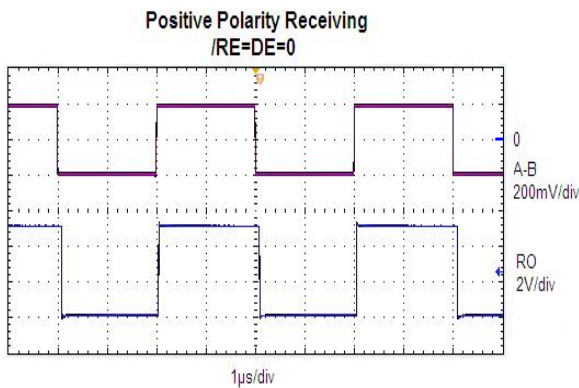 Positive Polarity Receiving
/RE=DE=0
0
A-B
200mV/div
RO
2V/div
1µs/div